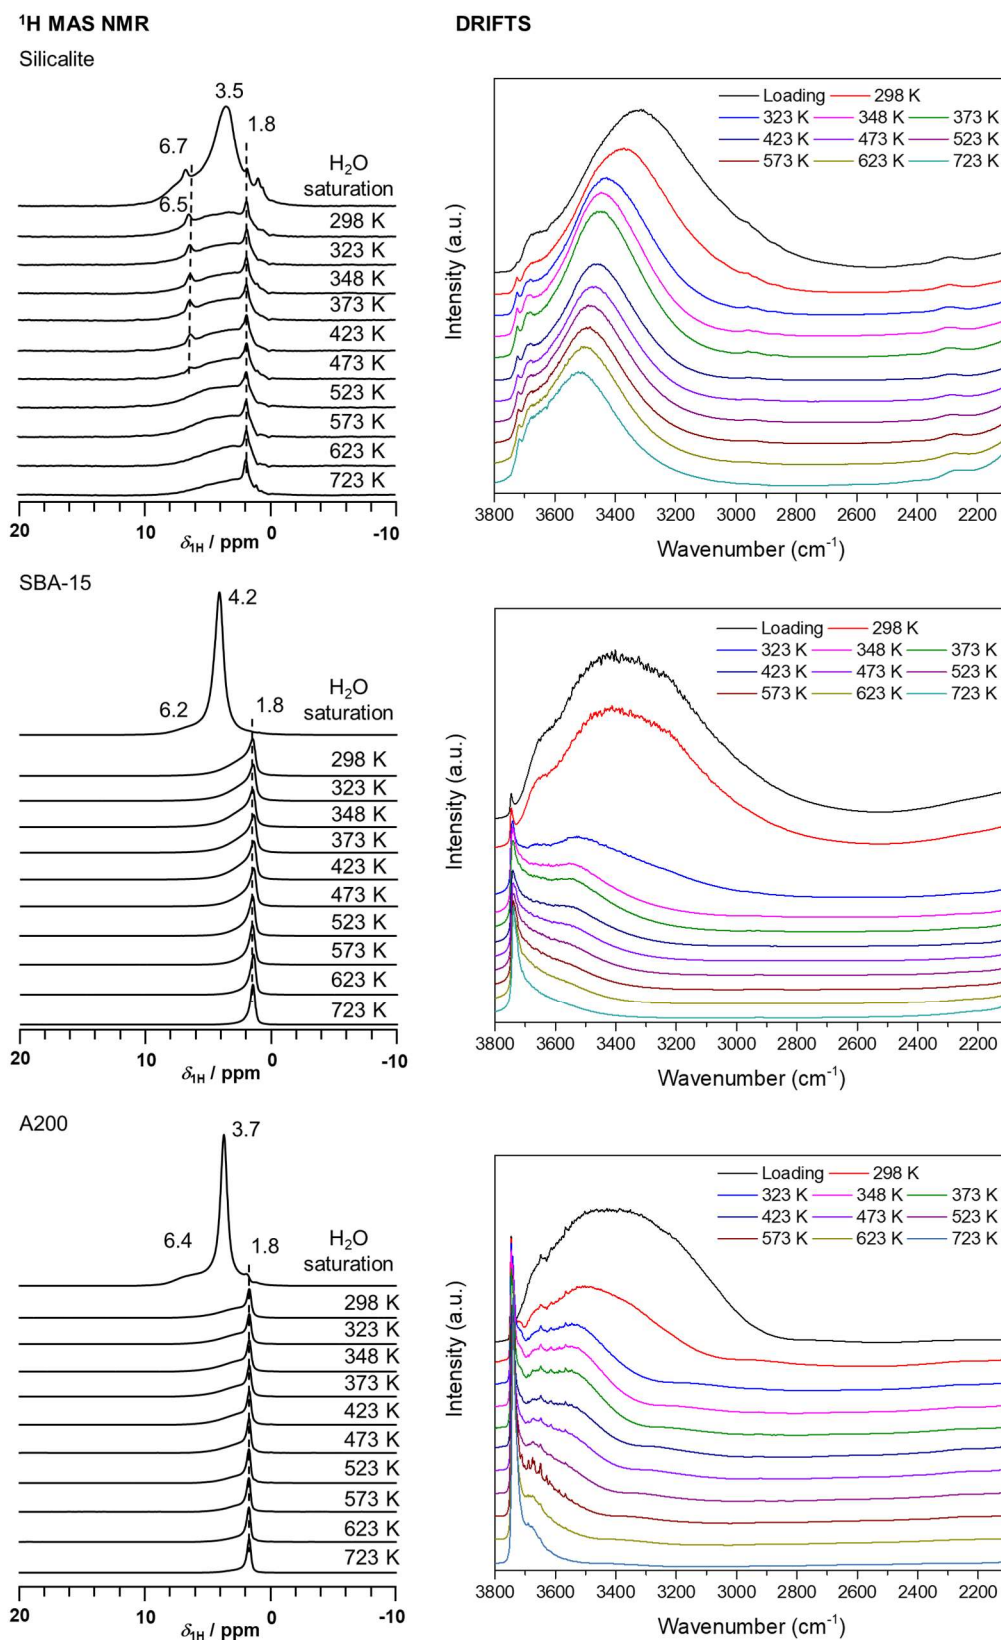 ¹H MAS NMR
DRIFTS
Silicalite
3.5
1.8
6.7
6.5
H₂O
saturation
298 K
323 K
348 K
373 K
423 K
473 K
523 K
573 K
623 K
723 K
20 10 0 -10
δ₁H / ppm
Loading 298 K
323 K 348 K 373 K
423 K 473 K 523 K
573 K 623 K 723 K
Intensity (a.u.)
3800 3600 3400 3200 3000 2800 2600 2400 2200
Wavenumber (cm⁻¹)
SBA-15
4.2
6.2
1.8
H₂O
saturation
298 K
323 K
348 K
373 K
423 K
473 K
523 K
573 K
623 K
723 K
20 10 0 -10
δ₁H / ppm
Loading 298 K
323 K 348 K 373 K
423 K 473 K 523 K
573 K 623 K 723 K
Intensity (a.u.)
3800 3600 3400 3200 3000 2800 2600 2400 2200
Wavenumber (cm⁻¹)
A200
3.7
6.4
1.8
H₂O
saturation
298 K
323 K
348 K
373 K
423 K
473 K
523 K
573 K
623 K
723 K
20 10 0 -10
δ₁H / ppm
Loading 298 K
323 K 348 K 373 K
423 K 473 K 523 K
573 K 623 K 723 K
Intensity (a.u.)
3800 3600 3400 3200 3000 2800 2600 2400 2200
Wavenumber (cm⁻¹)